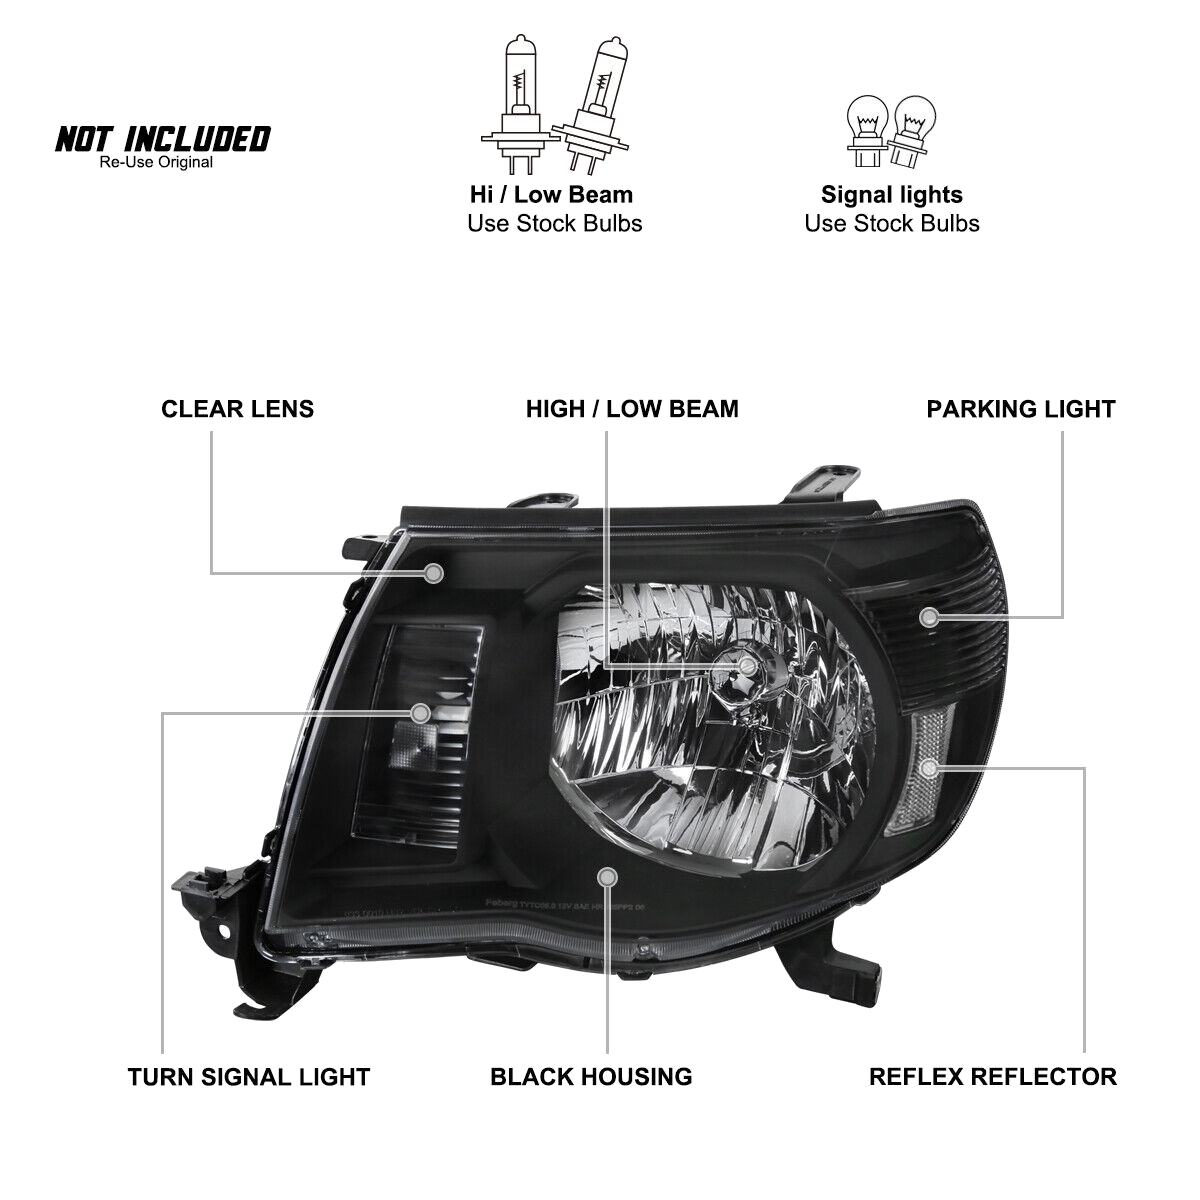 NOT INCLUDED
Re-Use Original
Hi / Low Beam
Use Stock Bulbs
Signal lights
Use Stock Bulbs
CLEAR LENS
HIGH / LOW BEAM
PARKING LIGHT
TURN SIGNAL LIGHT
BLACK HOUSING
REFLEX REFLECTOR